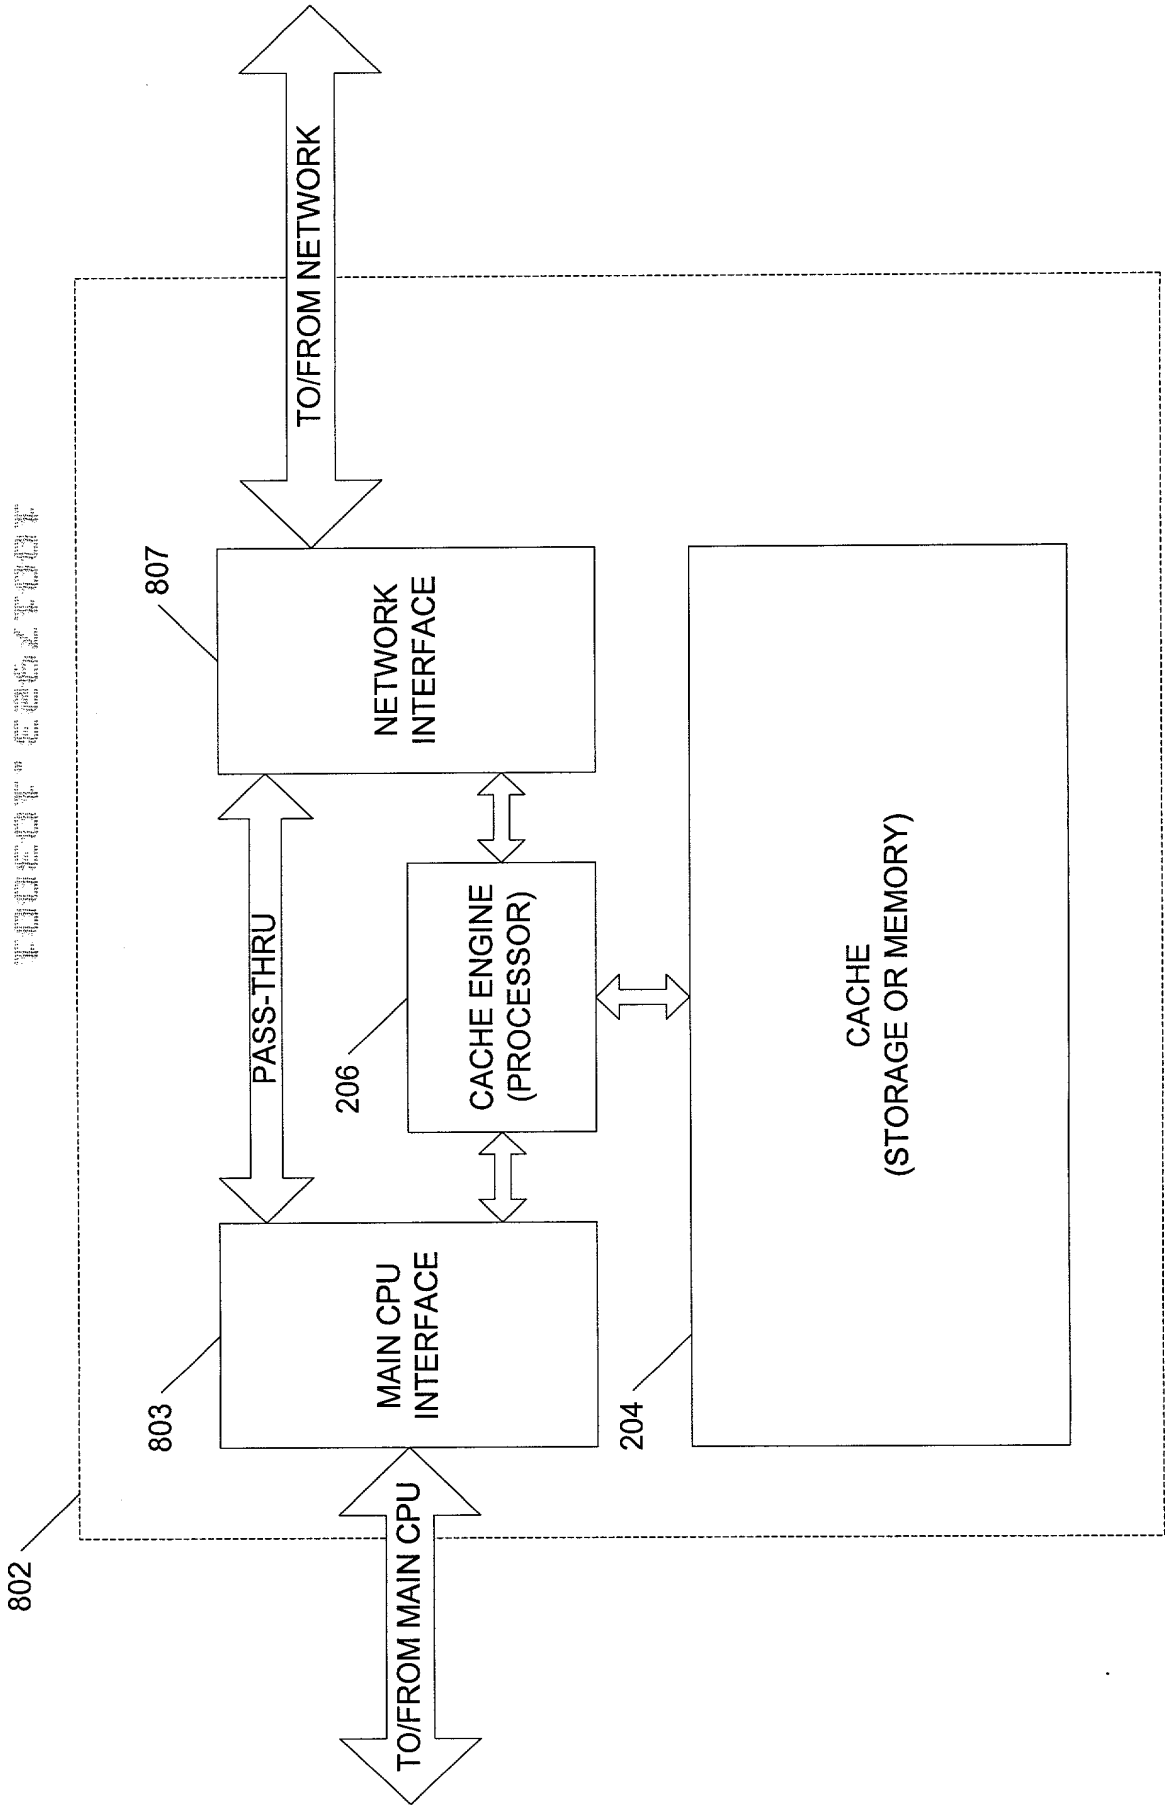 802
TO/FROM MAIN CPU
803
MAIN CPU
INTERFACE
PASS-THRU
206
CACHE ENGINE
(PROCESSOR)
807
NETWORK
INTERFACE
TO/FROM NETWORK
204
CACHE
(STORAGE OR MEMORY)